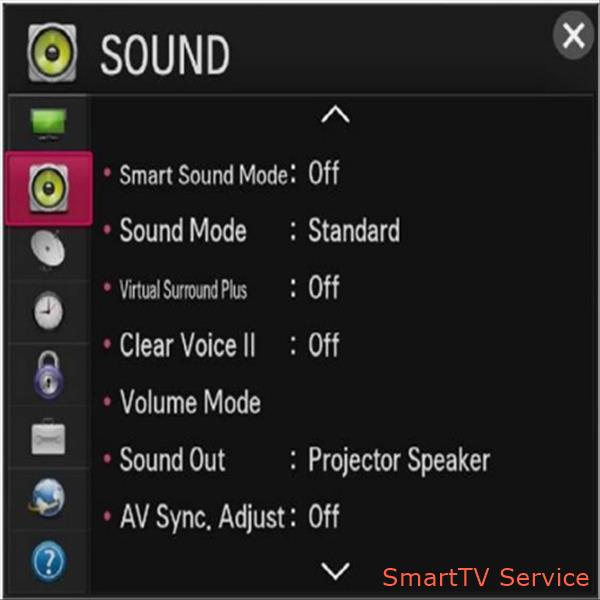 SOUND
Smart Sound Mode : Off
Sound Mode : Standard
Virtual Surround Plus : Off
Clear Voice II : Off
Volume Mode
Sound Out : Projector Speaker
AV Sync. Adjust : Off
SmartTV Service